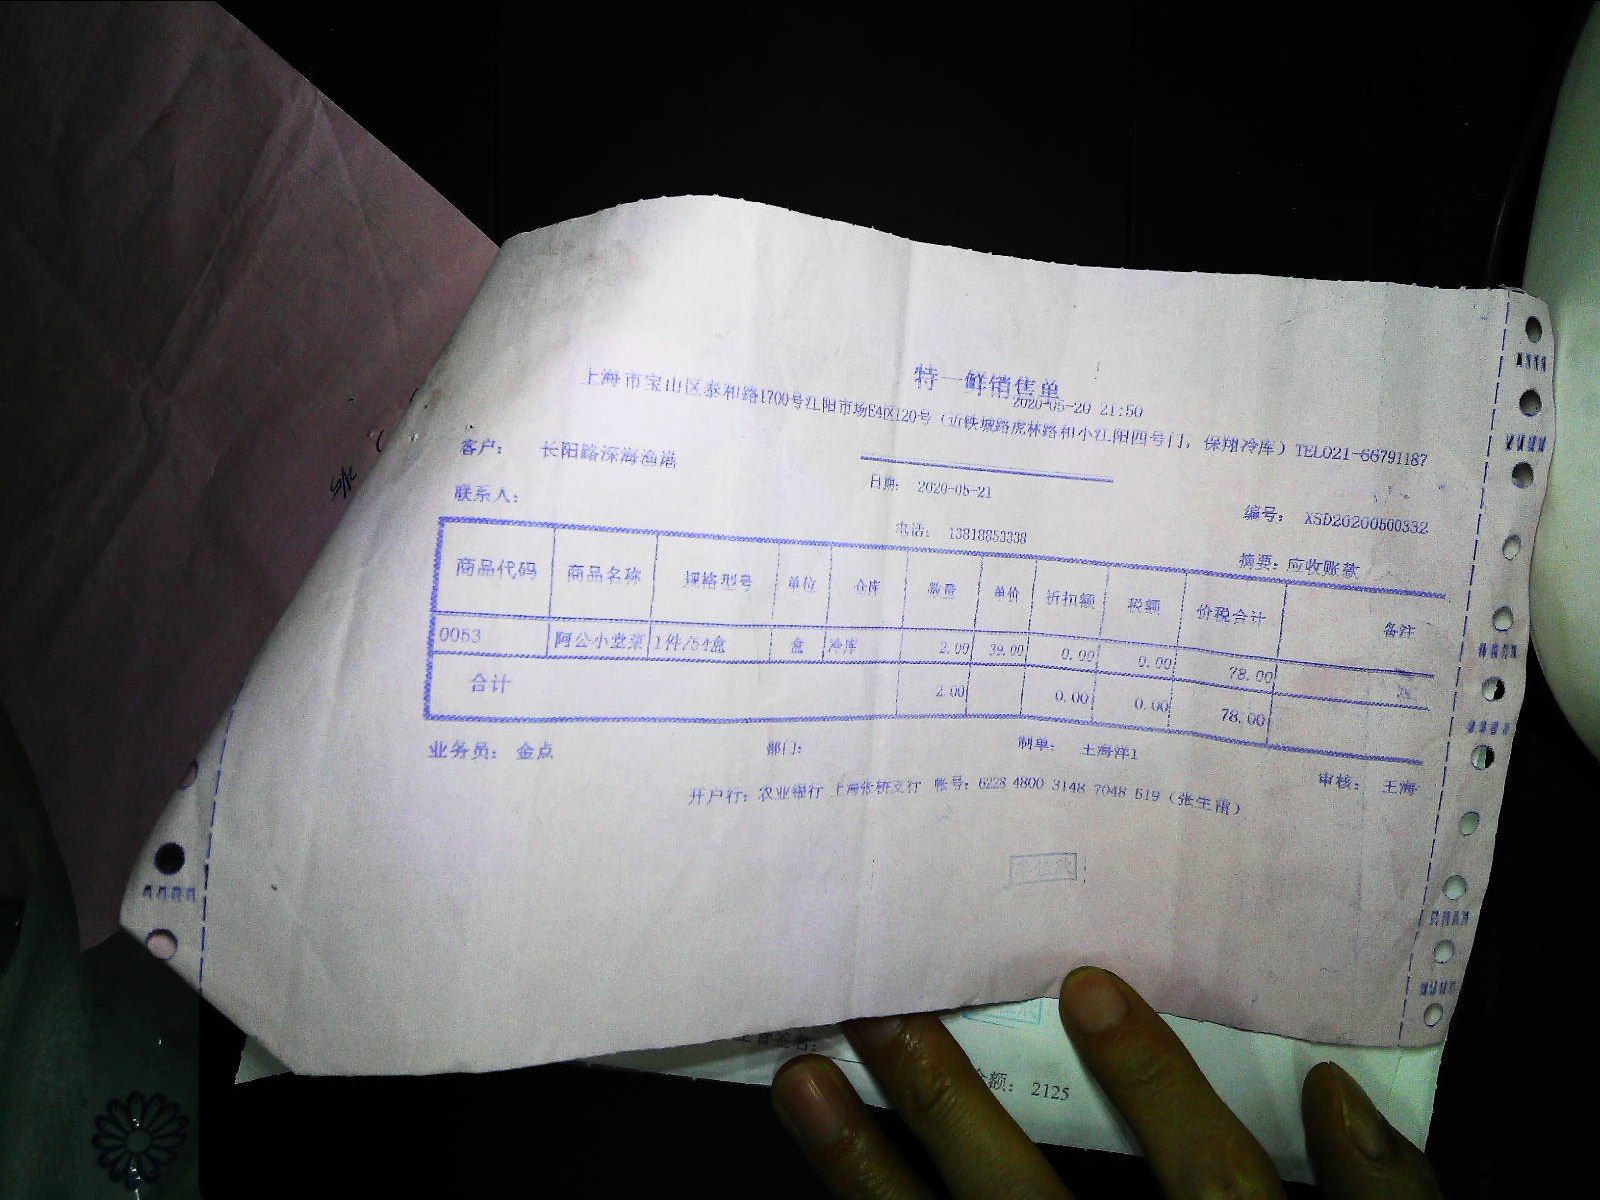 特一鲜销售单
2020-05-20 21:50
上海市宝山区泰和路1700号江阳市场E4区120号（近铁城路虎林路和小江阳四号门，保翔冷库）TEL021-66791187
客户： 长阳路深海渔港 日期： 2020-05-21 编号： XSD20200500332
联系人： 电话： 13818853338 摘要：应收账款
商品代码 商品名称 规格型号 单位 仓库 数量 单价 折扣额 税额 价税合计 备注
0053 阿公小堂菜 1件/54盒 盒 冷库 2.00 39.00 0.00 0.00 78.00
合计 2.00 0.00 0.00 78.00
业务员： 金点 部门： 制单： 王海洋1 审核： 王海
开户行：农业银行 上海张桥支行 帐号：6228 4800 3148 7048 519（张生雷）
金额： 2125